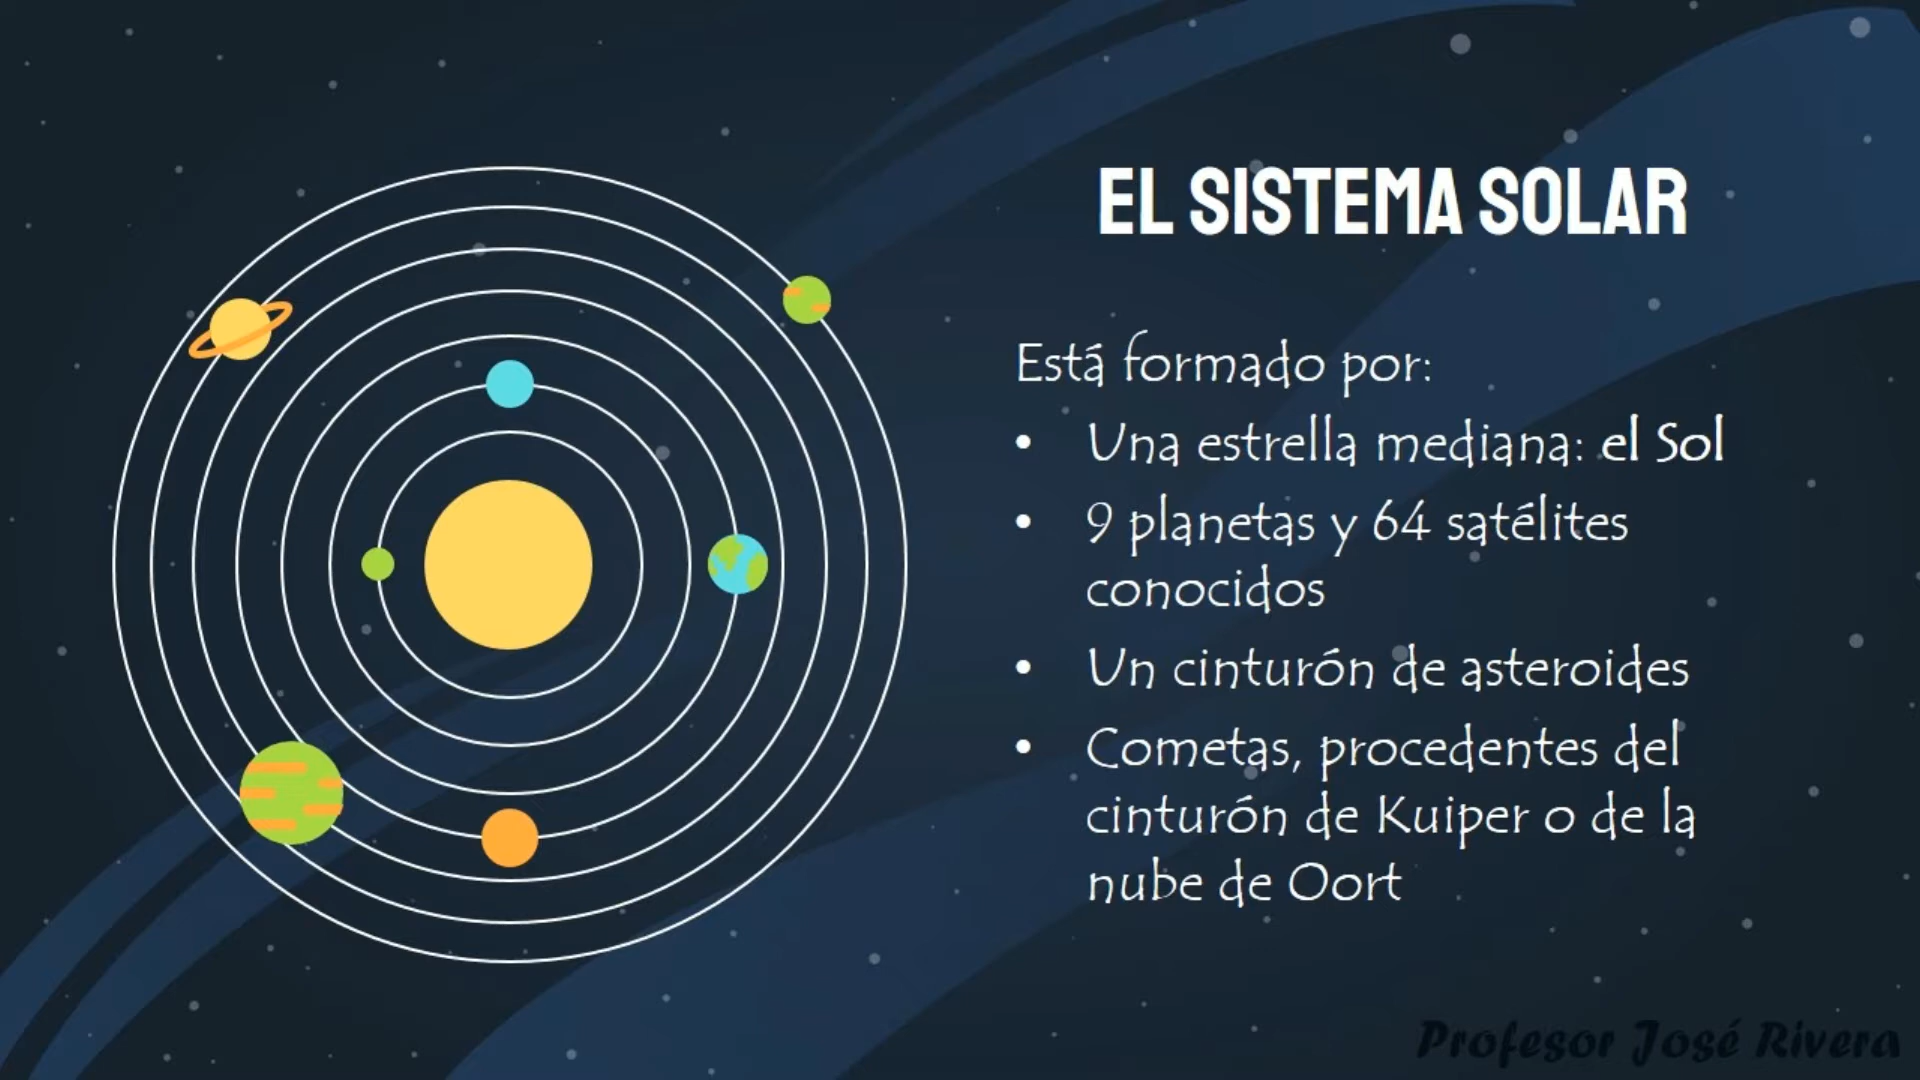 EL SISTEMA SOLAR
Está formado por:
• Una estrella mediana: el Sol
• 9 planetas y 64 satélites
conocidos
• Un cinturón de asteroides
• Cometas, procedentes del
cinturón de Kuiper o de la
nube de Oort
Profesor José Rivera